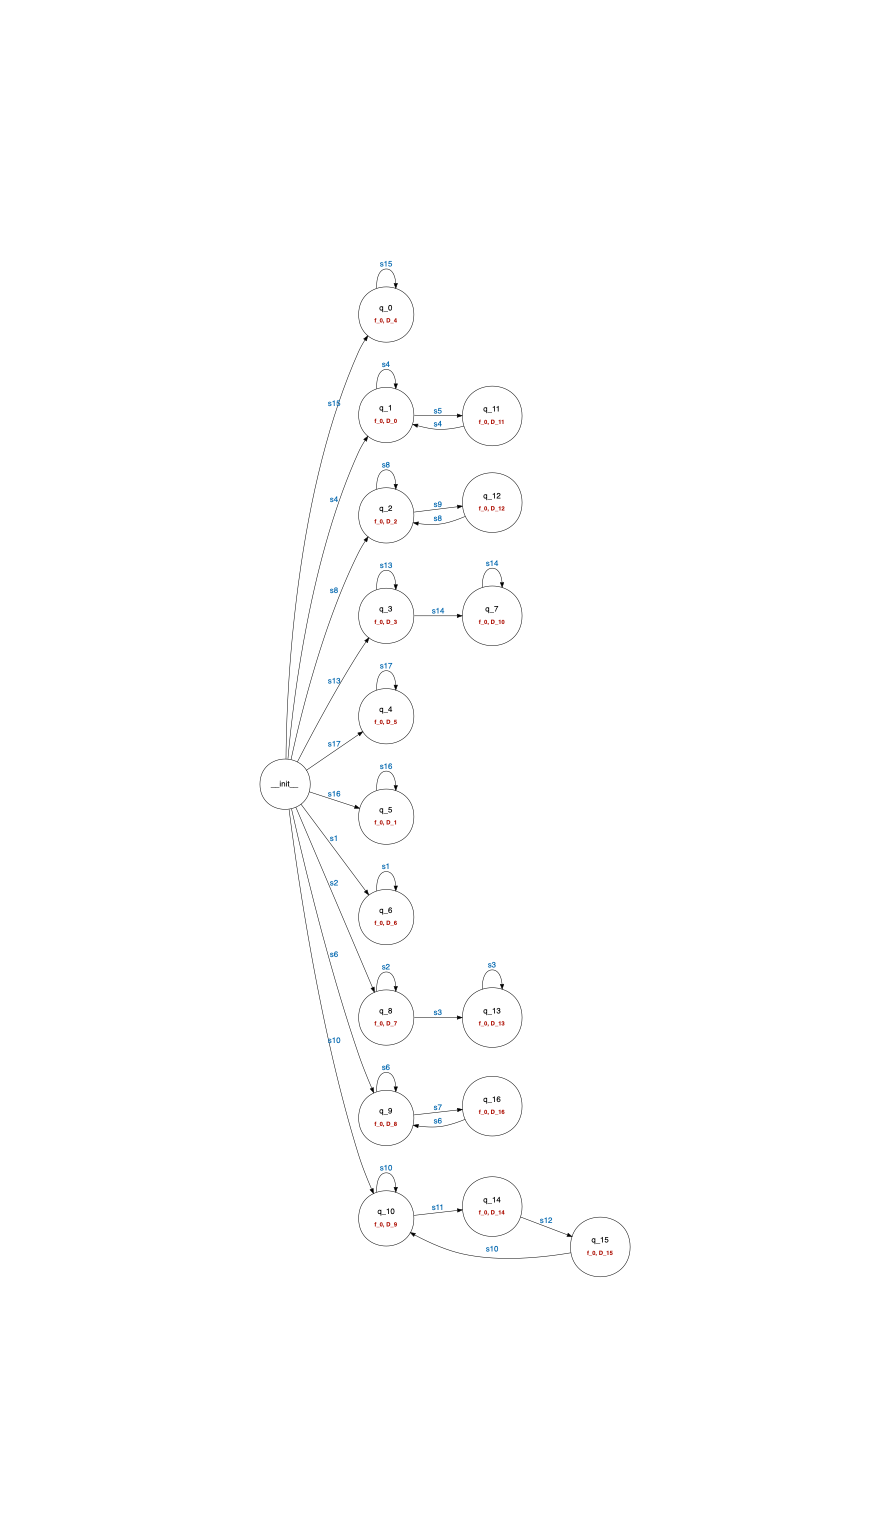 s15
q_0
f_0, D_4
s15
s4
q_1
f_0, D_0
s5
s4
q_11
f_0, D_11
s4
s8
q_2
f_0, D_2
s9
s8
q_12
f_0, D_12
s8
s13
q_3
f_0, D_3
s14
s14
q_7
f_0, D_10
s13
s17
q_4
f_0, D_5
s17
__init__
s16
s16
q_5
f_0, D_1
s1
s1
q_6
f_0, D_6
s2
s2
q_8
f_0, D_7
s3
s3
q_13
f_0, D_13
s6
s6
q_9
f_0, D_8
s7
s6
q_16
f_0, D_16
s10
s10
q_10
f_0, D_9
s11
q_14
f_0, D_14
s12
q_15
f_0, D_15
s10